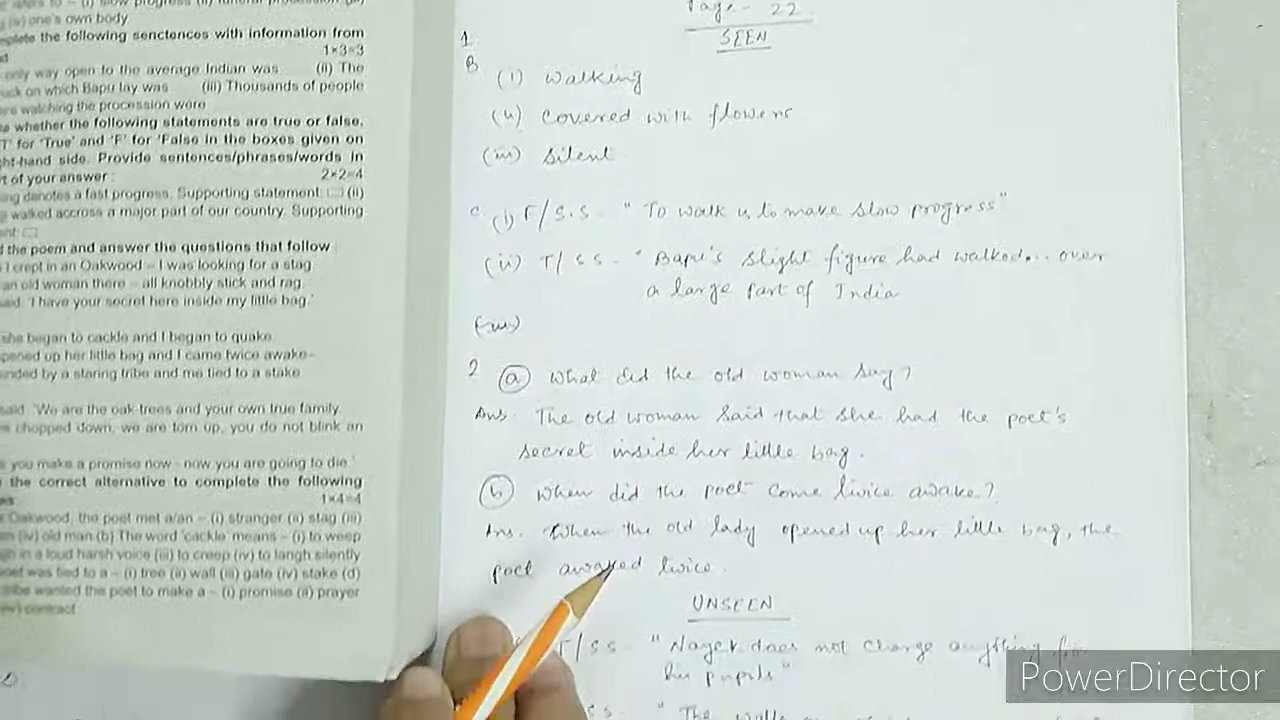 (iv) one's own body
the following senctences with information from
1×3=3
only way open to the average Indian was (ii) The
on which Bapu lay was (iii) Thousands of people
watching the procession were
whether the following statements are true or false.
'T' for 'True' and 'F' for 'False in the boxes given on
right-hand side. Provide sentences/phrases/words in
of your answer : 2×2=4
denotes a fast progress. Supporting statement: (ii)
walked accross a major part of our country. Supporting
the poem and answer the questions that follow
I crept in an Oakwood – I was looking for a stag
an old woman there – all knobbly stick and rag.
'I have your secret here inside my little bag.'
she began to cackle and I began to quake.
opened up her little bag and I came twice awake–
by a staring tribe and me tied to a stake
said. 'We are the oak-trees and your own true family.
chopped down, we are torn up, you do not blink an
you make a promise now - now you are going to die.'
the correct alternative to complete the following
1×4=4
Oakwood, the poet met a/an – (i) stranger (ii) stag (iii)
(iv) old man (b) The word 'cackle' means – (i) to weep
in a loud harsh voice (iii) to creep (iv) to langh silently
was tied to a – (i) tree (ii) wall (iii) gate (iv) stake (d)
wanted the poet to make a – (i) promise (ii) prayer
contract
Page - 22
SEEN
1
B
(i) Walking
(ii) Covered with flowers
(iii) Silent
C (i) F/S.S - "To walk is to make slow progress"
(ii) T/SS - "Bapu's slight figure had walked... over
a large part of India
(iii)
2 (a) What did the old woman say?
Ans. The old woman said that she had the poet's
secret inside her little bag.
(b) When did the poet come twice awake?
Ans. When the old lady opened up her little bag, the
poet awaked twice.
UNSEEN
T/SS - "Nayek does not charge anything
her pupils"
"The
PowerDirector